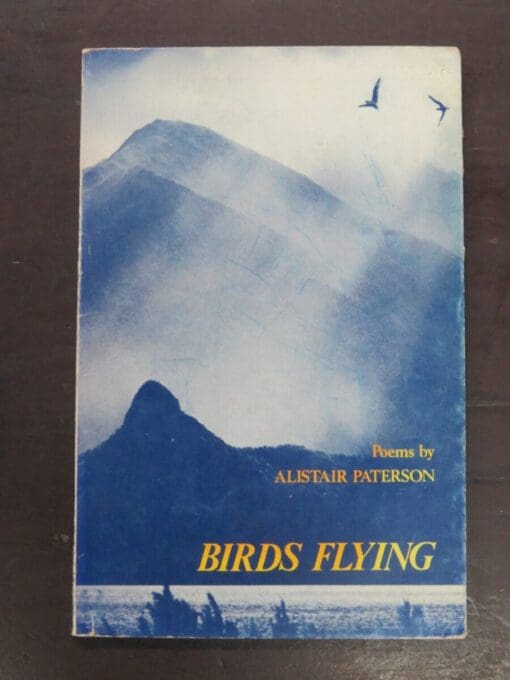 Poems by
ALISTAIR PATERSON
BIRDS FLYING